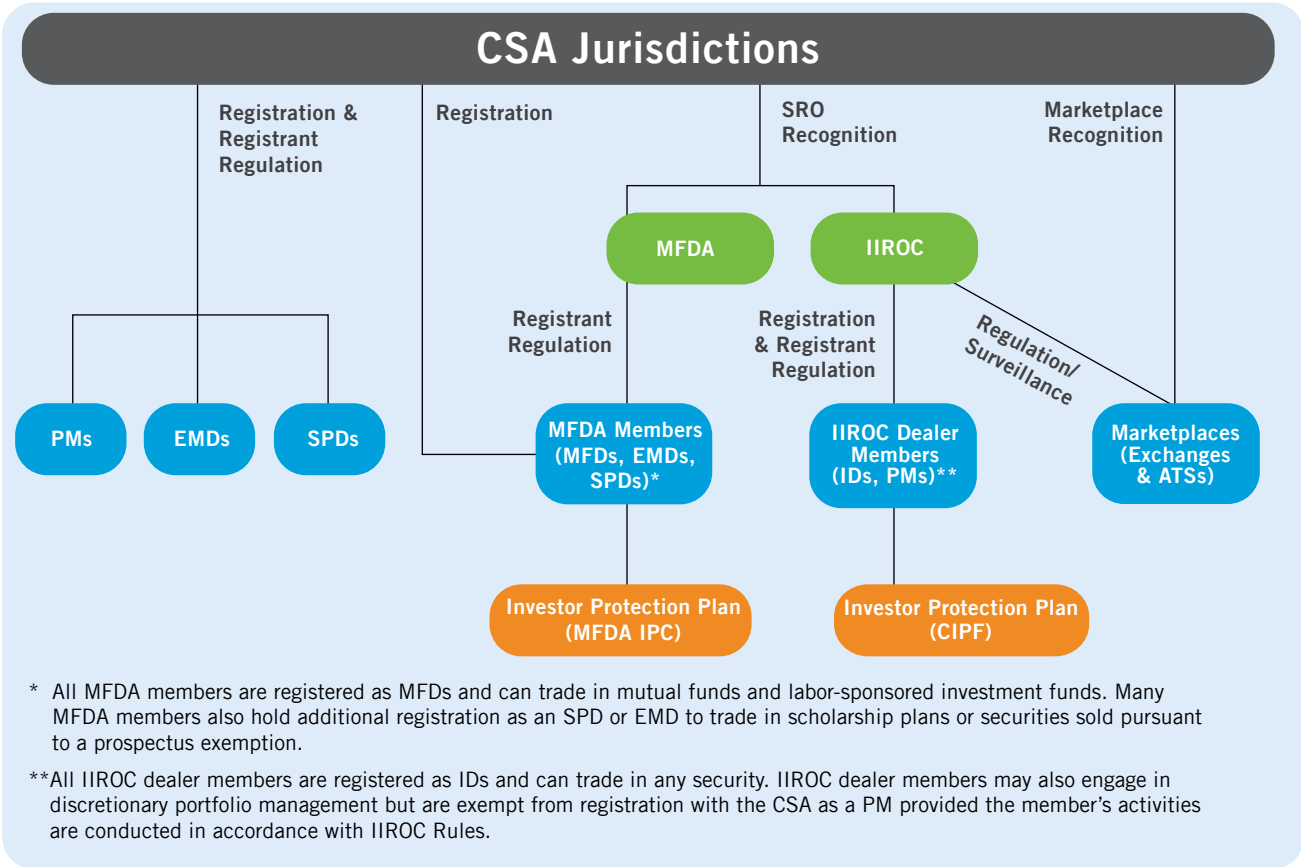 CSA Jurisdictions
Registration &
Registrant
Regulation
Registration
SRO
Recognition
Marketplace
Recognition
MFDA
IIROC
Registrant
Regulation
Registration
& Registrant
Regulation
Regulation/
Surveillance
PMs
EMDs
SPDs
MFDA Members
(MFDs, EMDs,
SPDs)*
IIROC Dealer
Members
(IDs, PMs)**
Marketplaces
(Exchanges
& ATSs)
Investor Protection Plan
(MFDA IPC)
Investor Protection Plan
(CIPF)
* All MFDA members are registered as MFDs and can trade in mutual funds and labor-sponsored investment funds. Many
MFDA members also hold additional registration as an SPD or EMD to trade in scholarship plans or securities sold pursuant
to a prospectus exemption.
**All IIROC dealer members are registered as IDs and can trade in any security. IIROC dealer members may also engage in
discretionary portfolio management but are exempt from registration with the CSA as a PM provided the member's activities
are conducted in accordance with IIROC Rules.